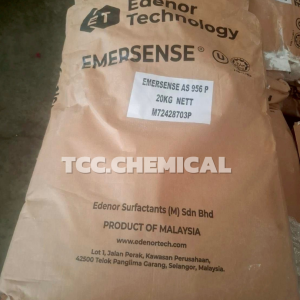 ET
Edenor
Technology
EMERSENSE®
EMERSENSE AS 956 P
20KG NETT
M72428703P
TCC.CHEMICAL
Edenor Surfactants (M) Sdn Bhd
PRODUCT OF MALAYSIA
www.edenortech.com
Lot 1, Jalan Perak, Kawasan Perusahaan,
42500 Telok Panglima Garang, Selangor, Malaysia.